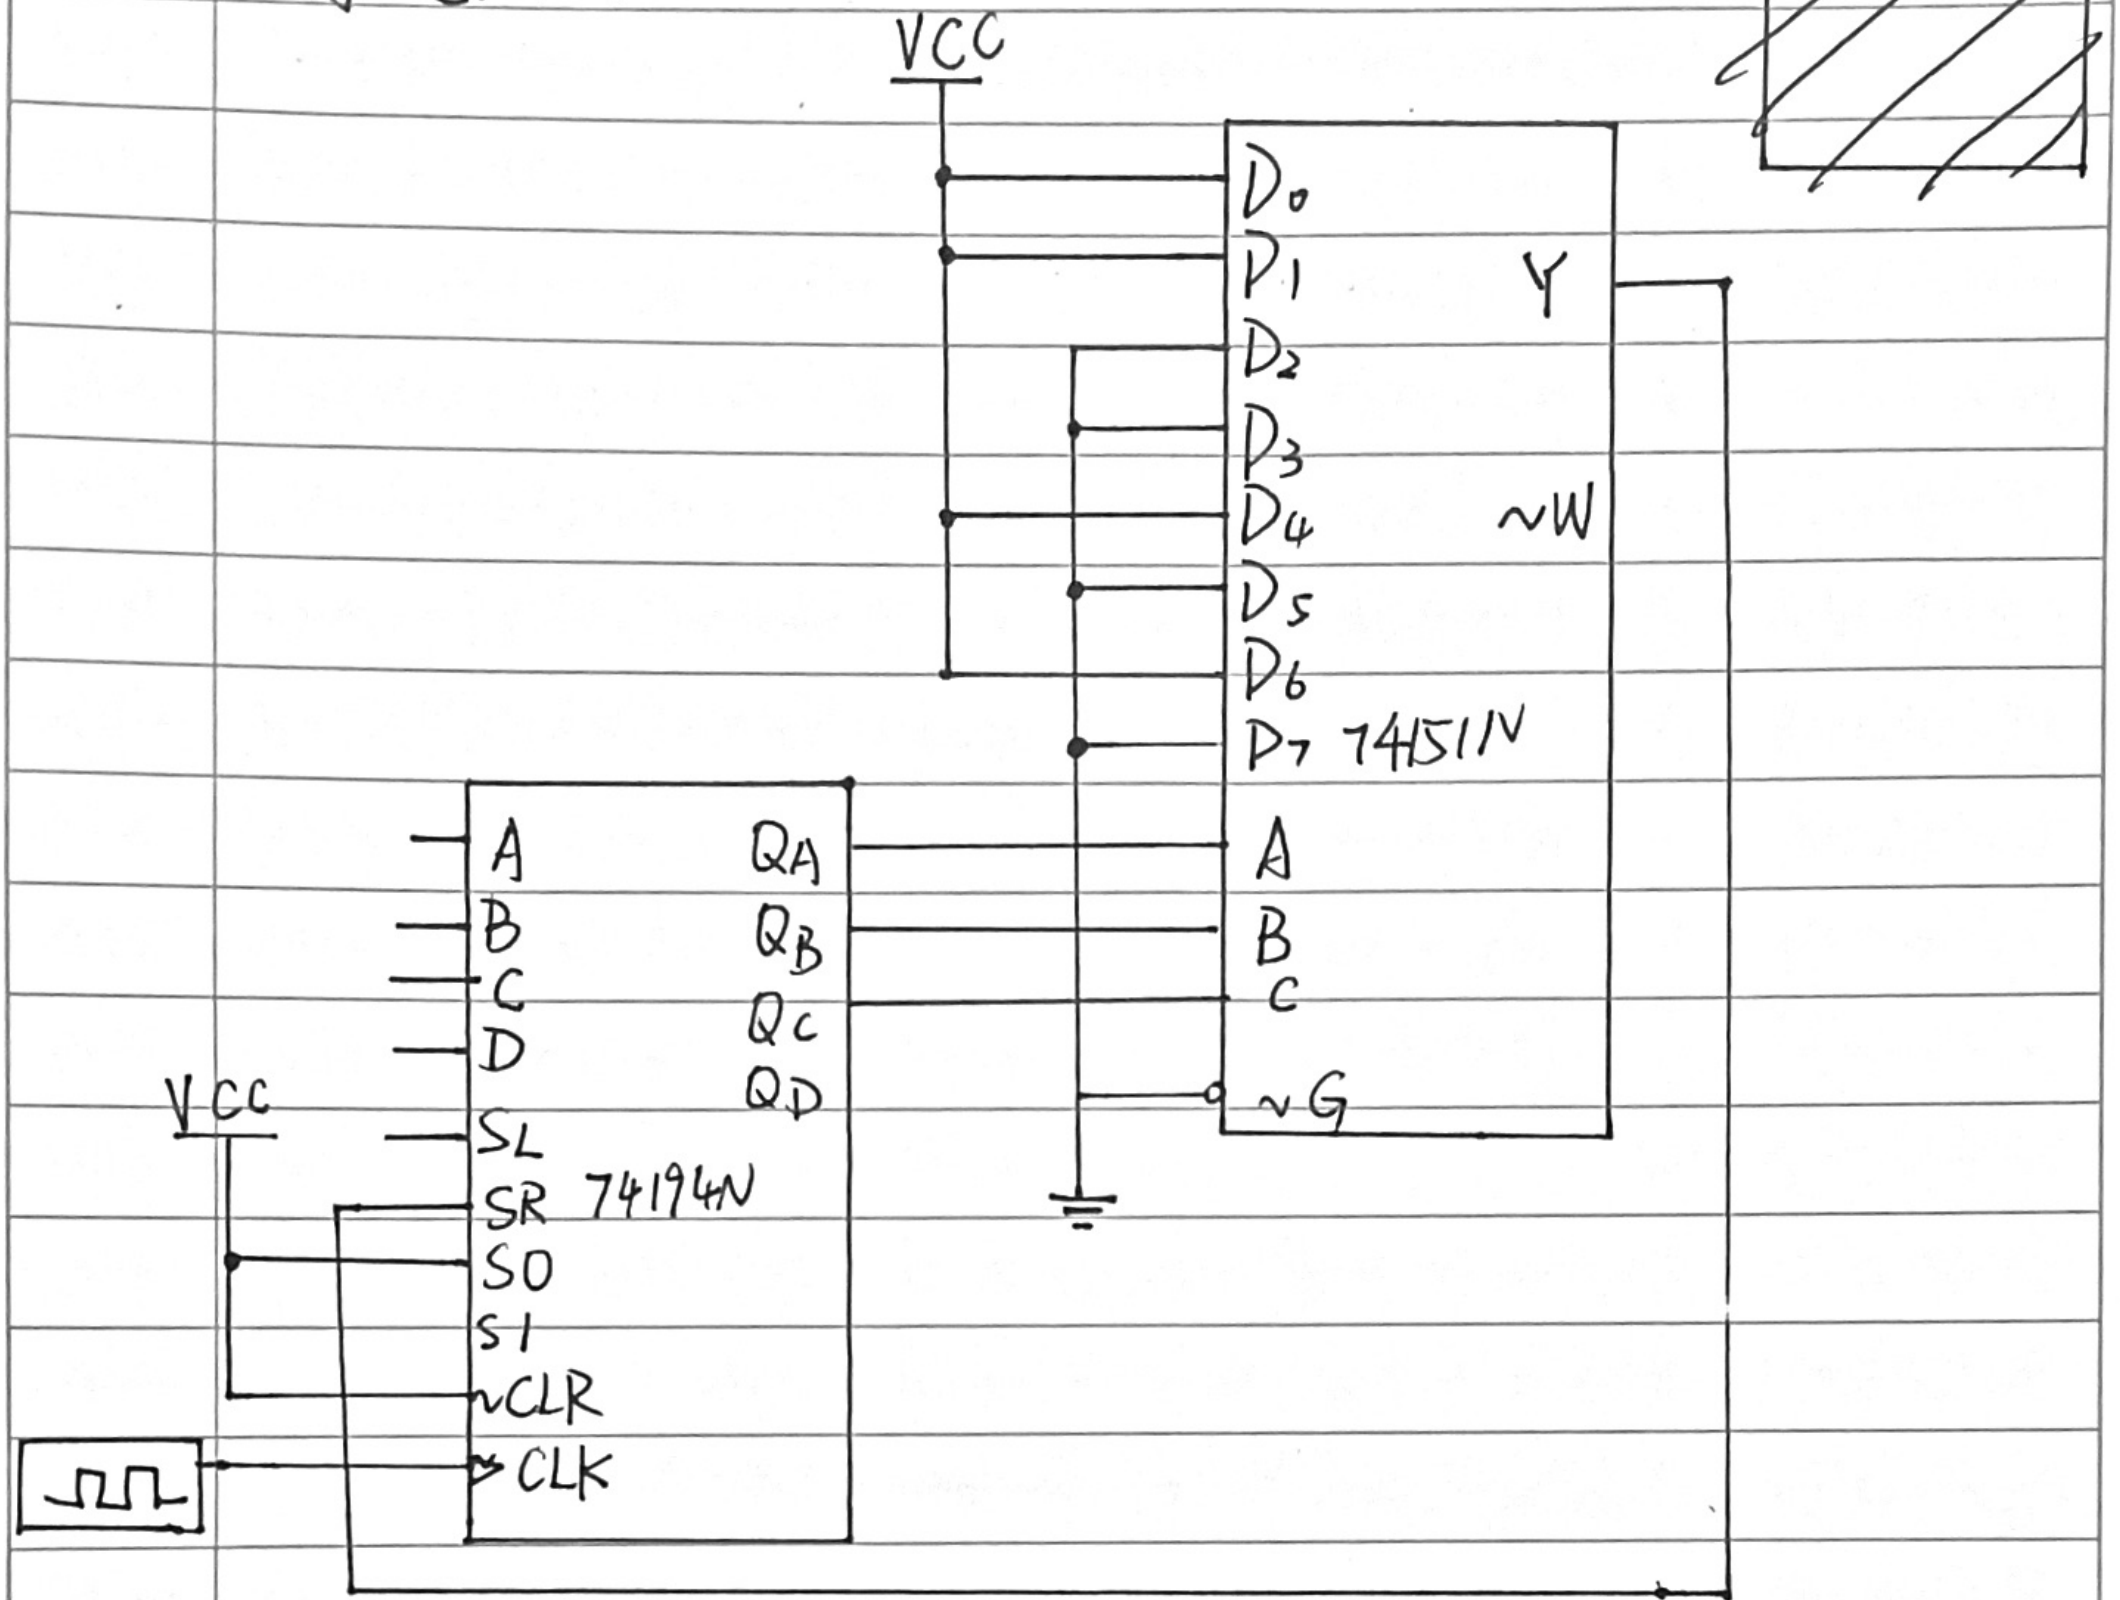 VCC
D0
D1
Y
D2
D3
D4
~W
D5
D6
D7 74151N
A QA A
B QB B
C QC C
D QD
VCC
~G
SL
SR 74194N
S0
S1
~CLR
CLK